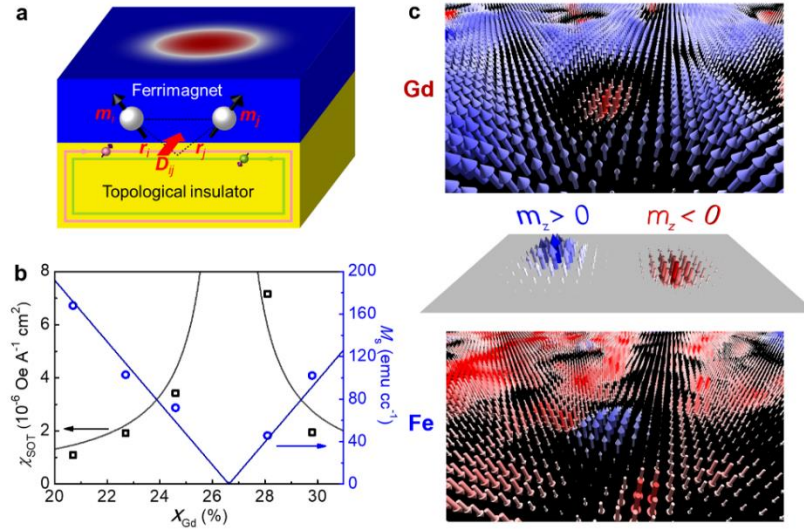 a
Ferrimagnet
m_i
m_j
r_i
r_j
D_ij
Topological insulator
b
8
6
4
2
0
χ_SOT (10⁻⁶ Oe A⁻¹ cm²)
200
160
120
80
40
0
M_s (emu cc⁻¹)
20 22 24 26 28 30
X_Gd (%)
c
Gd
m_z > 0 m_z < 0
Fe